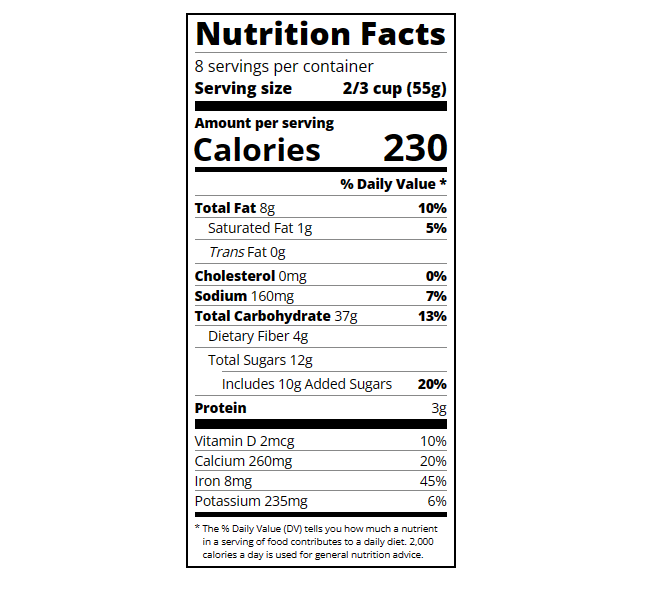 Nutrition Facts
8 servings per container
Serving size 2/3 cup (55g)
Amount per serving
Calories 230
% Daily Value *
Total Fat 8g 10%
Saturated Fat 1g 5%
Trans Fat 0g
Cholesterol 0mg 0%
Sodium 160mg 7%
Total Carbohydrate 37g 13%
Dietary Fiber 4g
Total Sugars 12g
Includes 10g Added Sugars 20%
Protein 3g
Vitamin D 2mcg 10%
Calcium 260mg 20%
Iron 8mg 45%
Potassium 235mg 6%
* The % Daily Value (DV) tells you how much a nutrient
in a serving of food contributes to a daily diet. 2,000
calories a day is used for general nutrition advice.